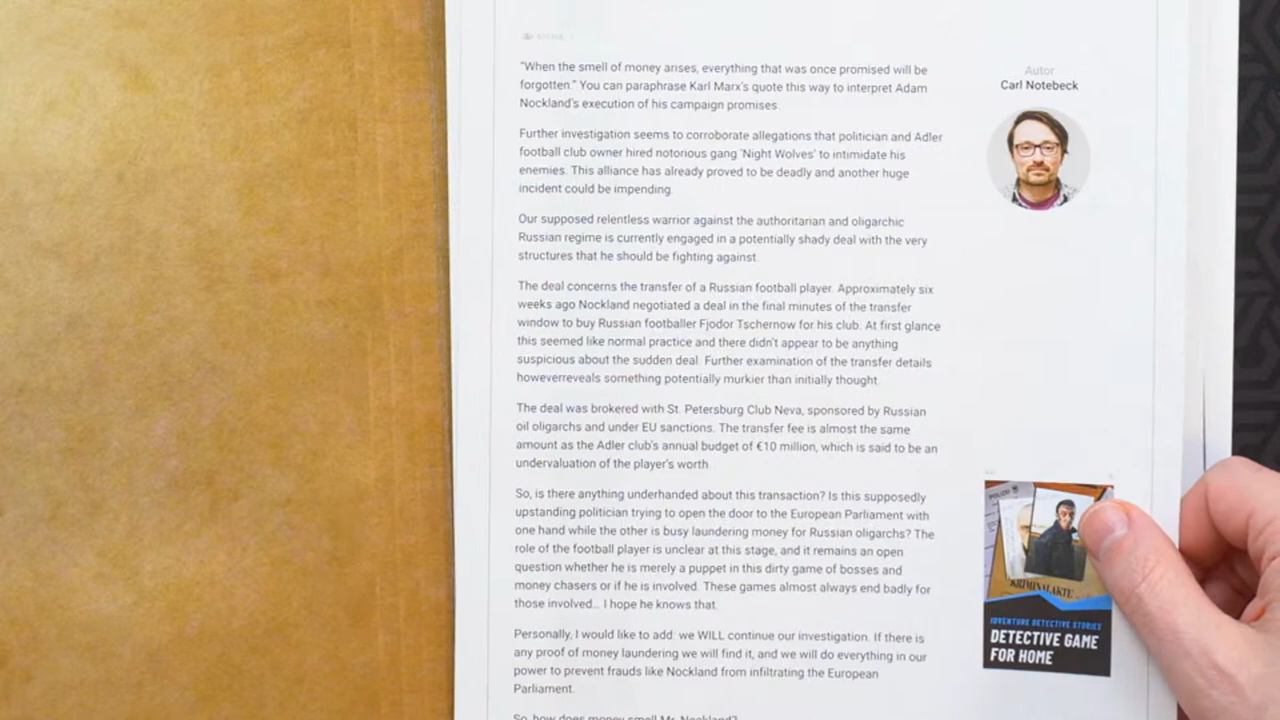 "When the smell of money arises, everything that was once promised will be
forgotten." You can paraphrase Karl Marx's quote this way to interpret Adam
Nockland's execution of his campaign promises.
Further investigation seems to corroborate allegations that politician and Adler
football club owner hired notorious gang 'Night Wolves' to intimidate his
enemies. This alliance has already proved to be deadly and another huge
incident could be impending.
Our supposed relentless warrior against the authoritarian and oligarchic
Russian regime is currently engaged in a potentially shady deal with the very
structures that he should be fighting against.
The deal concerns the transfer of a Russian football player. Approximately six
weeks ago Nockland negotiated a deal in the final minutes of the transfer
window to buy Russian footballer Fjodor Tschernow for his club. At first glance
this seemed like normal practice and there didn't appear to be anything
suspicious about the sudden deal. Further examination of the transfer details
howeverreveals something potentially murkier than initially thought.
The deal was brokered with St. Petersburg Club Neva, sponsored by Russian
oil oligarchs and under EU sanctions. The transfer fee is almost the same
amount as the Adler club's annual budget of €10 million, which is said to be an
undervaluation of the player's worth.
So, is there anything underhanded about this transaction? Is this supposedly
upstanding politician trying to open the door to the European Parliament with
one hand while the other is busy laundering money for Russian oligarchs? The
role of the football player is unclear at this stage, and it remains an open
question whether he is merely a puppet in this dirty game of bosses and
money chasers or if he is involved. These games almost always end badly for
those involved... I hope he knows that.
Personally, I would like to add: we WILL continue our investigation. If there is
any proof of money laundering we will find it, and we will do everything in our
power to prevent frauds like Nockland from infiltrating the European
Parliament.
So, how does money smell Mr. Nockland?
Autor
Carl Notebeck
POLIZEI
KRIMINALAKTE
IDVENTURE DETECTIVE STORIES
DETECTIVE GAME
FOR HOME